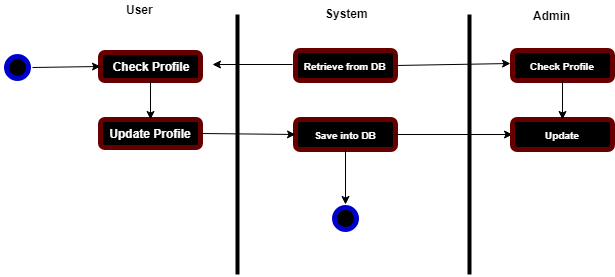 User
System
Admin
Check Profile
Retrieve from DB
Check Profile
Update Profile
Save into DB
Update